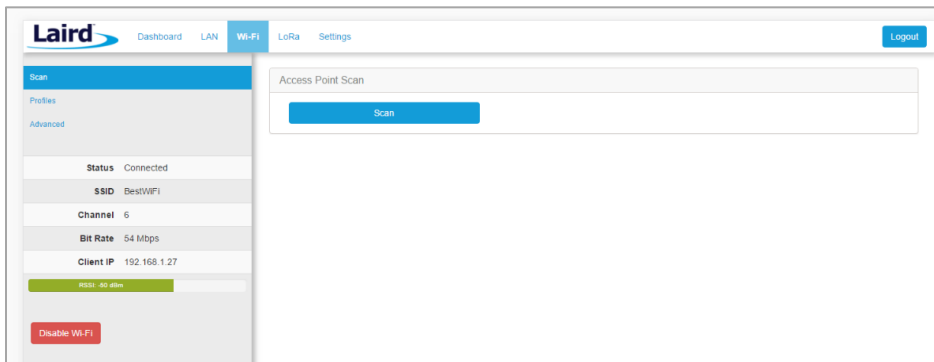 Laird Dashboard LAN Wi-Fi LoRa Settings Logout
Scan
Profiles
Advanced
Status Connected
SSID BestWiFi
Channel 6
Bit Rate 54 Mbps
Client IP 192.168.1.27
RSSI: -60 dBm
Disable Wi-Fi
Access Point Scan
Scan